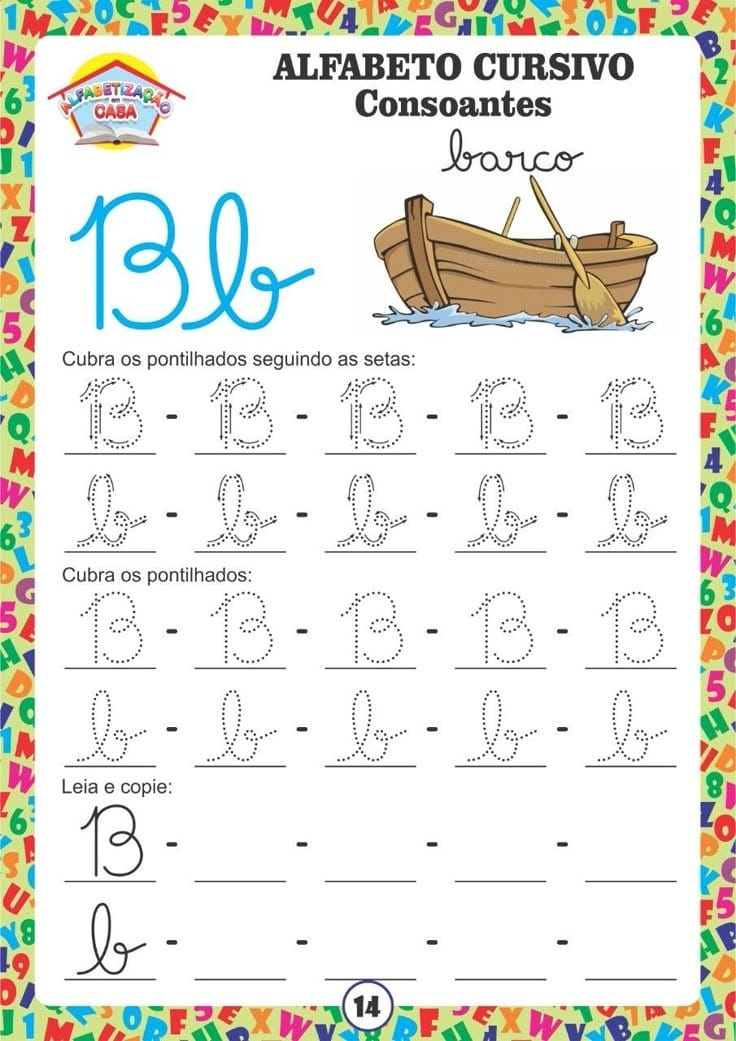 ALFABETIZAÇÃO
em
CASA
ALFABETO CURSIVO
Consoantes
barco
Bb
Cubra os pontilhados seguindo as setas:
B - B - B - B - B
b - b - b - b - b
Cubra os pontilhados:
B - B - B - B - B
b - b - b - b - b
Leia e copie:
B - - - -
b - - - -
14